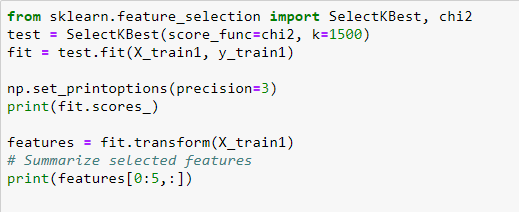 from sklearn.feature_selection import SelectKBest, chi2
test = SelectKBest(score_func=chi2, k=1500)
fit = test.fit(X_train1, y_train1)
np.set_printoptions(precision=3)
print(fit.scores_)
features = fit.transform(X_train1)
# Summarize selected features
print(features[0:5,:])